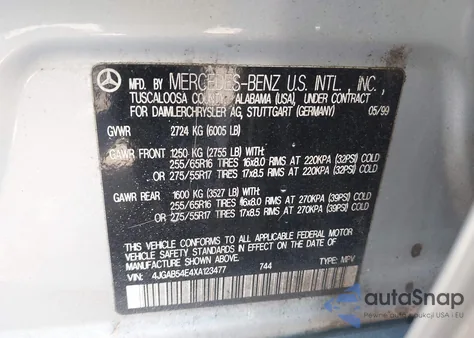 MFD. BY MERCEDES-BENZ U.S. INTL., INC.,
TUSCALOOSA COUNTY, ALABAMA (USA), UNDER CONTRACT
FOR DAIMLERCHRYSLER AG, STUTTGART (GERMANY) 05/99
GVWR 2724 KG (6005 LB)
GAWR FRONT 1250 KG (2755 LB) WITH:
255/65R16 TIRES 16x8.0 RIMS AT 220KPA (32PSI) COLD
OR 275/55R17 TIRES 17x8.5 RIMS AT 220KPA (32PSI) COLD
GAWR REAR 1600 KG (3527 LB) WITH:
255/65R16 TIRES 16x8.0 RIMS AT 270KPA (39PSI) COLD
OR 275/55R17 TIRES 17x8.5 RIMS AT 270KPA (39PSI) COLD
THIS VEHICLE CONFORMS TO ALL APPLICABLE FEDERAL MOTOR
VEHICLE SAFETY STANDARDS IN EFFECT ON THE DATE OF
MANUFACTURE SHOWN ABOVE.
VIN: 4JGAB54E4XA123477 744 TYPE: MPV
autoSnap
Auto z aukcji USA i EU